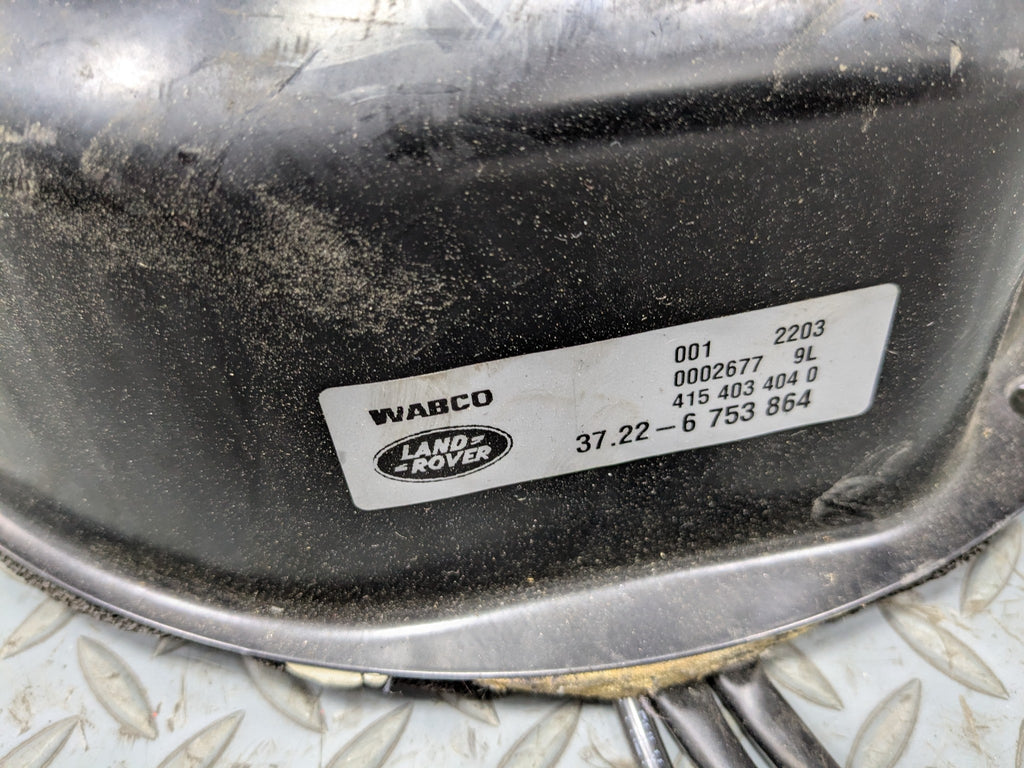 001 2203
0002677 9L
WABCO
415 403 404 0
LAND-
-ROVER
37.22-6 753 864